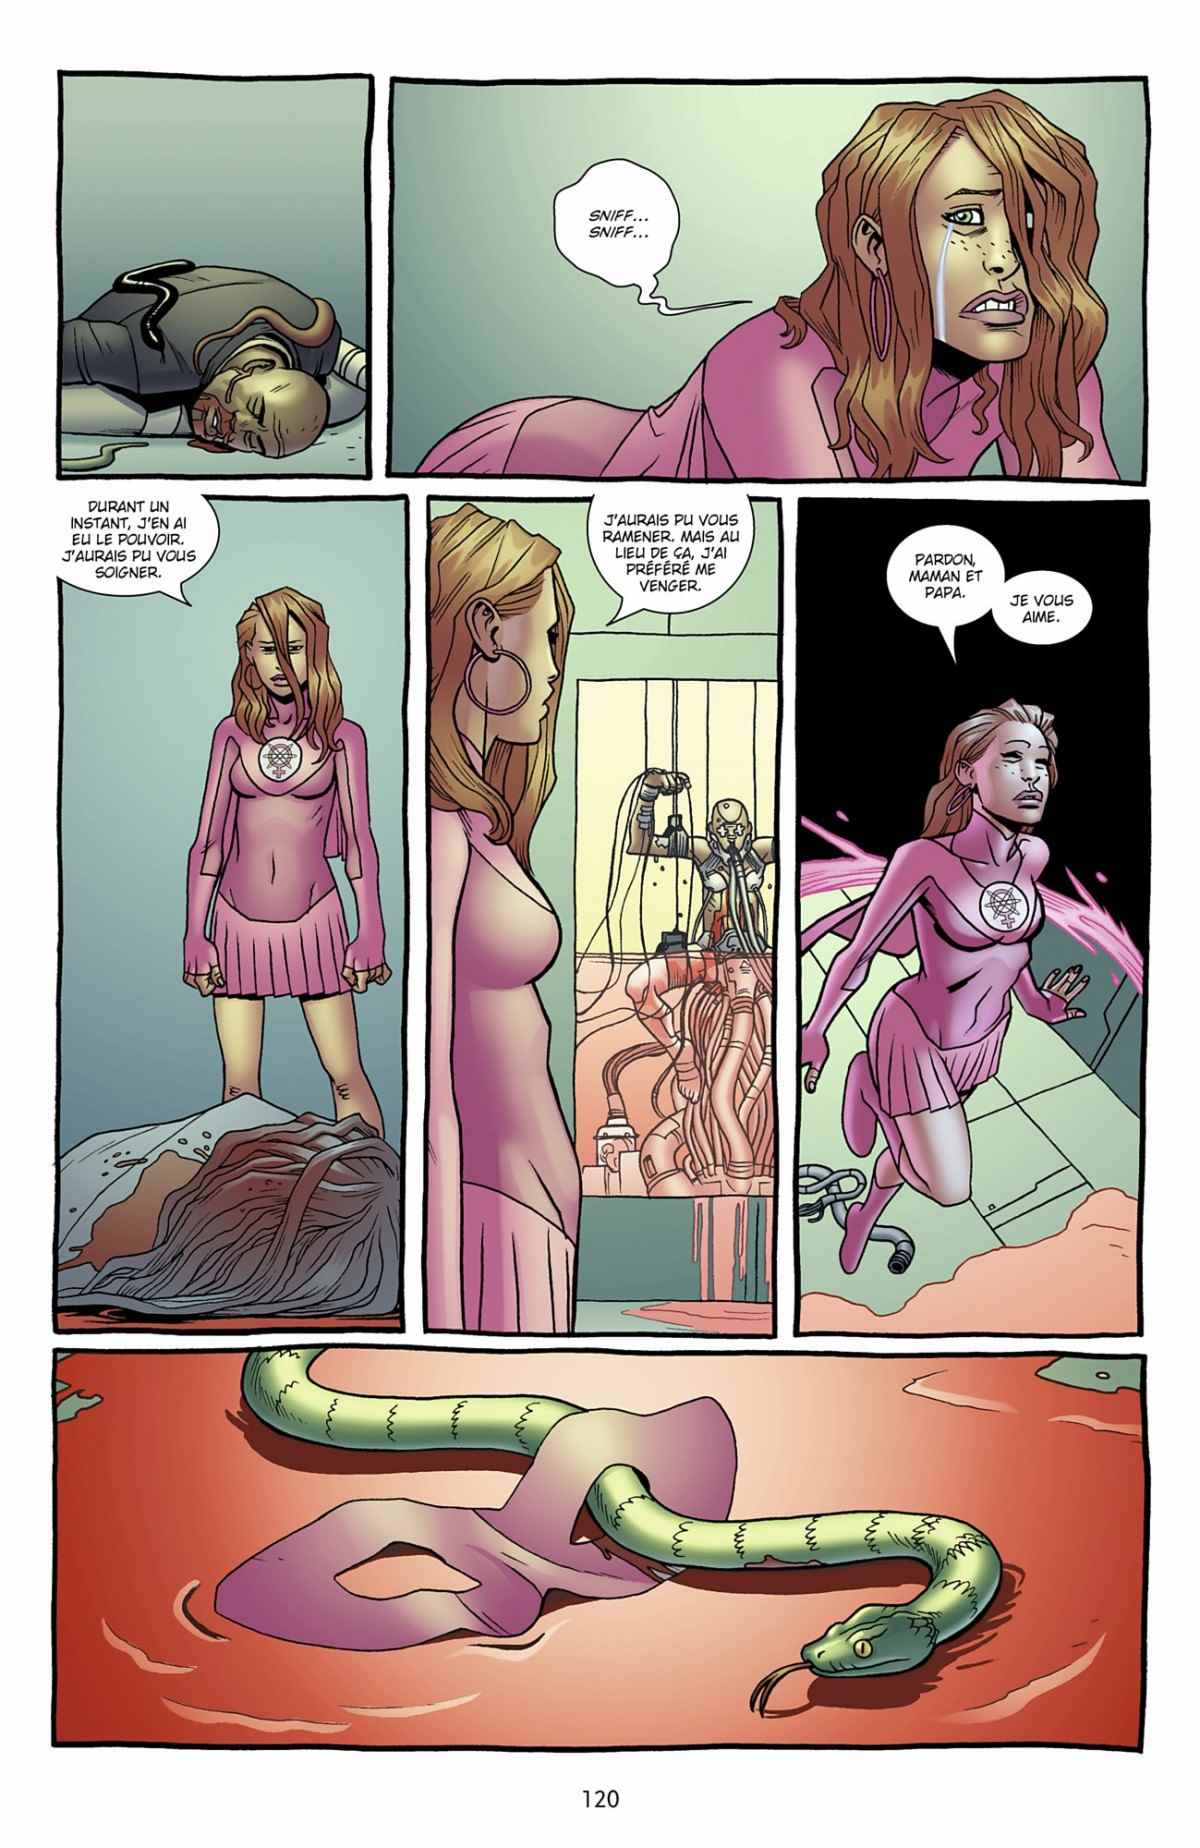 SNIFF...
SNIFF...
DURANT UN
INSTANT, J'EN AI
EU LE POUVOIR.
J'AURAIS PU VOUS
SOIGNER.
J'AURAIS PU VOUS
RAMENER. MAIS AU
LIEU DE ÇA, J'AI
PRÉFÉRÉ ME
VENGER.
PARDON,
MAMAN ET
PAPA.
JE VOUS
AIME.
120